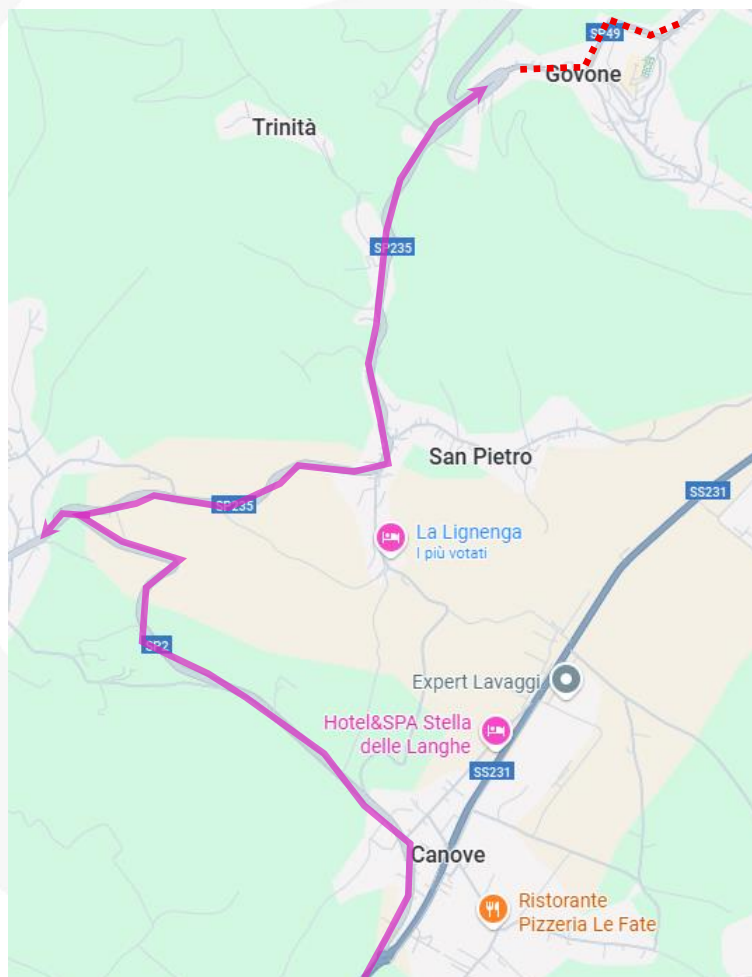 SP49
Govone
Trinità
SP235
San Pietro
SS231
SP235
La Lignenga
I più votati
SP2
Expert Lavaggi
Hotel&SPA Stella
delle Langhe
SS231
Canove
Ristorante
Pizzeria Le Fate